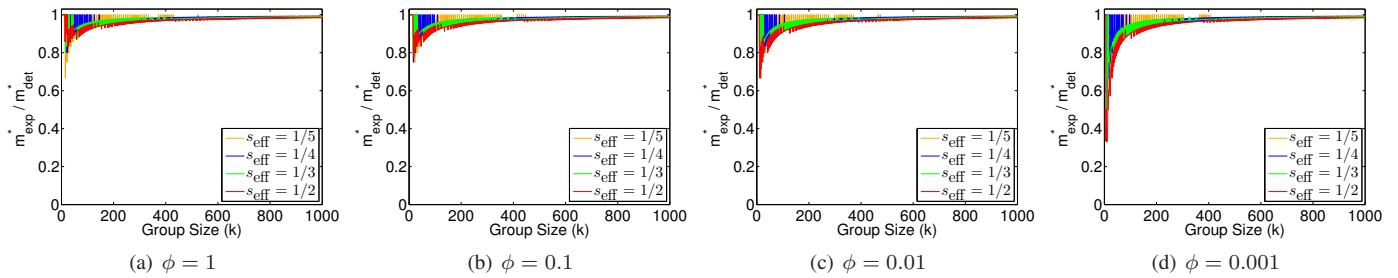 1
0.8
0.6
0.4
0.2
0
m*exp / m*det
0 200 400 600 800 1000
Group Size (k)
seff = 1/5
seff = 1/4
seff = 1/3
seff = 1/2
(a) ϕ = 1
1
0.8
0.6
0.4
0.2
0
m*exp / m*det
0 200 400 600 800 1000
Group Size (k)
seff = 1/5
seff = 1/4
seff = 1/3
seff = 1/2
(b) ϕ = 0.1
1
0.8
0.6
0.4
0.2
0
m*exp / m*det
0 200 400 600 800 1000
Group Size (k)
seff = 1/5
seff = 1/4
seff = 1/3
seff = 1/2
(c) ϕ = 0.01
1
0.8
0.6
0.4
0.2
0
m*exp / m*det
0 200 400 600 800 1000
Group Size (k)
seff = 1/5
seff = 1/4
seff = 1/3
seff = 1/2
(d) ϕ = 0.001